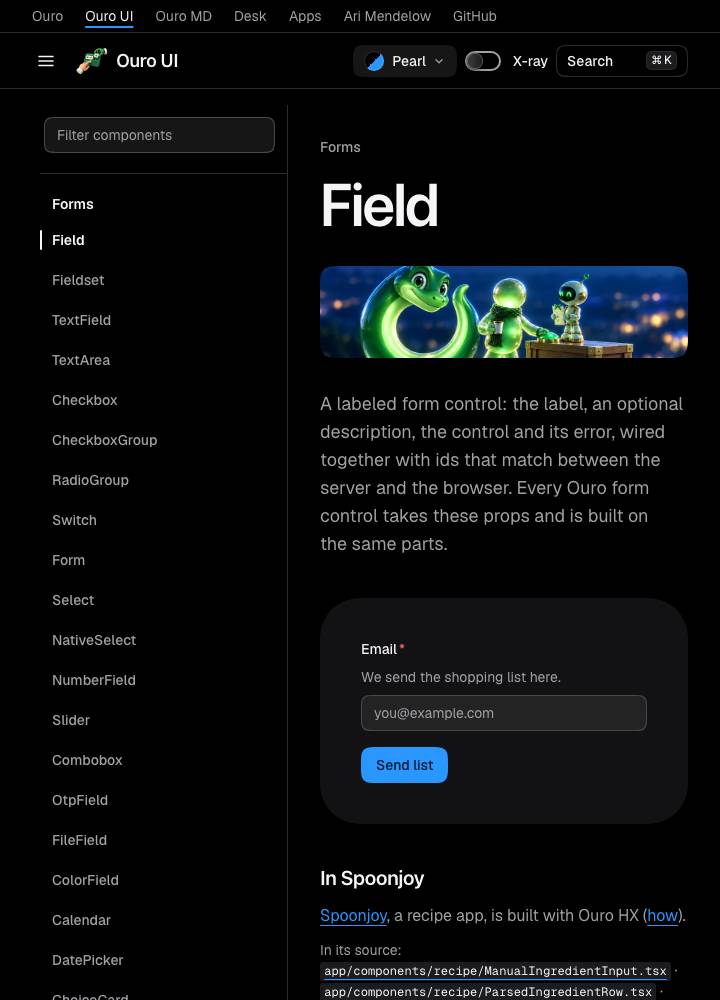 Ouro Ouro UI Ouro MD Desk Apps Ari Mendelow GitHub
Ouro UI Pearl X-ray Search ⌘ K
Filter components
Forms
Field
Fieldset
TextField
TextArea
Checkbox
CheckboxGroup
RadioGroup
Switch
Form
Select
NativeSelect
NumberField
Slider
Combobox
OtpField
FileField
ColorField
Calendar
DatePicker
ChoiceCard
Forms
Field
A labeled form control: the label, an optional
description, the control and its error, wired
together with ids that match between the
server and the browser. Every Ouro form
control takes these props and is built on
the same parts.
Email *
We send the shopping list here.
you@example.com
Send list
In Spoonjoy
Spoonjoy, a recipe app, is built with Ouro HX (how).
In its source:
app/components/recipe/ManualIngredientInput.tsx ·
app/components/recipe/ParsedIngredientRow.tsx ·